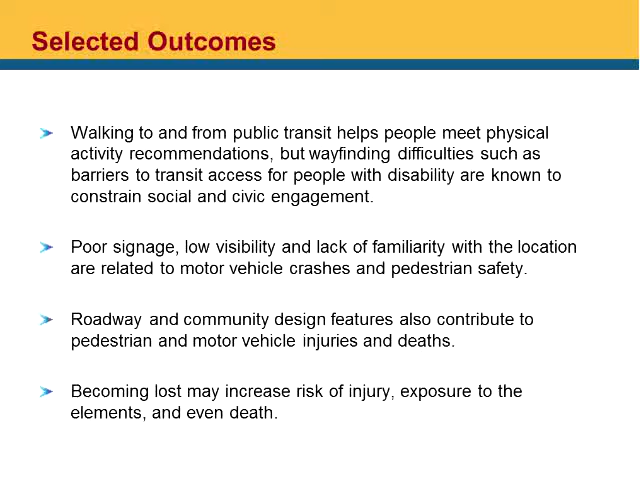 Selected Outcomes
Walking to and from public transit helps people meet physical
activity recommendations, but wayfinding difficulties such as
barriers to transit access for people with disability are known to
constrain social and civic engagement.
Poor signage, low visibility and lack of familiarity with the location
are related to motor vehicle crashes and pedestrian safety.
Roadway and community design features also contribute to
pedestrian and motor vehicle injuries and deaths.
Becoming lost may increase risk of injury, exposure to the
elements, and even death.